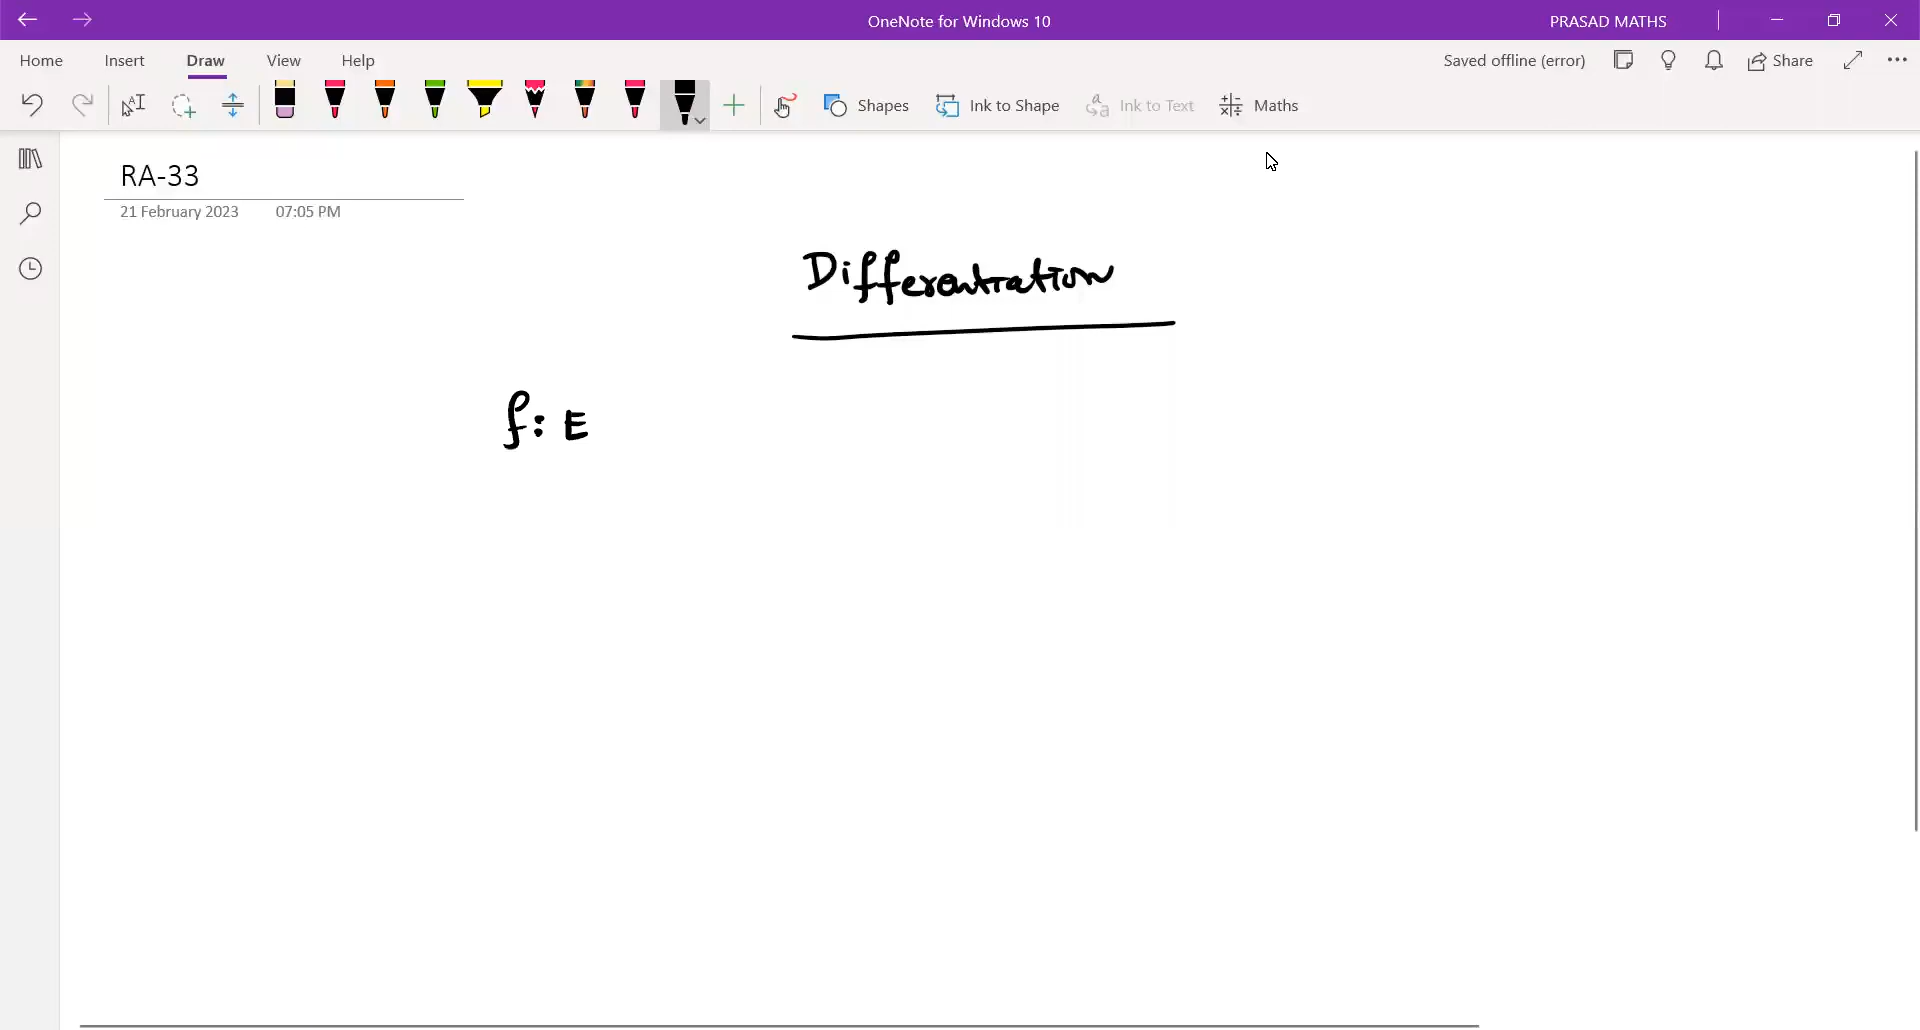 OneNote for Windows 10
PRASAD MATHS
Home Insert Draw View Help
Saved offline (error) Share
Shapes Ink to Shape Ink to Text Maths
RA-33
21 February 2023 07:05 PM
Differentiation
f: E